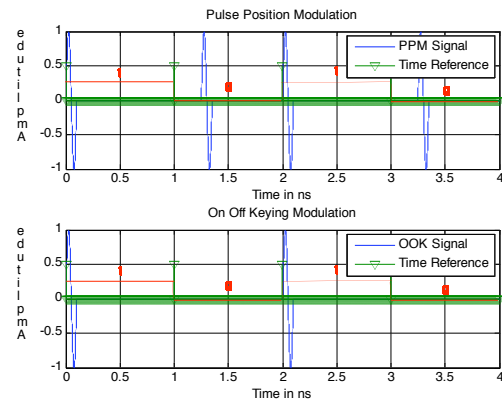 Pulse Position Modulation
edutilpmA
1
0.5
0
-0.5
-1
PPM Signal
Time Reference
1
0
1
0
0 0.5 1 1.5 2 2.5 3 3.5 4
Time in ns
On Off Keying Modulation
edutilpmA
1
0.5
0
-0.5
-1
OOK Signal
Time Reference
1
0
1
0
0 0.5 1 1.5 2 2.5 3 3.5 4
Time in ns